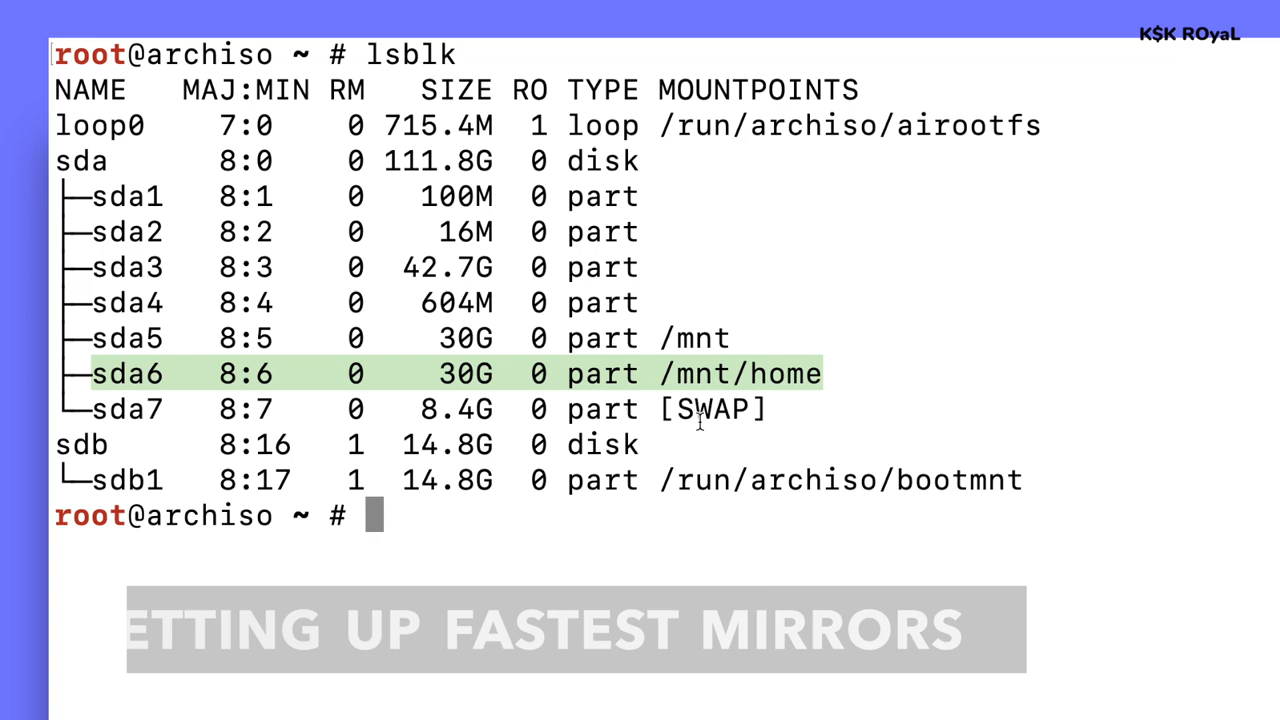 K$K ROyaL
root@archiso ~ # lsblk
NAME MAJ:MIN RM SIZE RO TYPE MOUNTPOINTS
loop0 7:0 0 715.4M 1 loop /run/archiso/airootfs
sda 8:0 0 111.8G 0 disk
├─sda1 8:1 0 100M 0 part
├─sda2 8:2 0 16M 0 part
├─sda3 8:3 0 42.7G 0 part
├─sda4 8:4 0 604M 0 part
├─sda5 8:5 0 30G 0 part /mnt
├─sda6 8:6 0 30G 0 part /mnt/home
└─sda7 8:7 0 8.4G 0 part [SWAP]
sdb 8:16 1 14.8G 0 disk
└─sdb1 8:17 1 14.8G 0 part /run/archiso/bootmnt
root@archiso ~ #
ETTING UP FASTEST MIRRORS